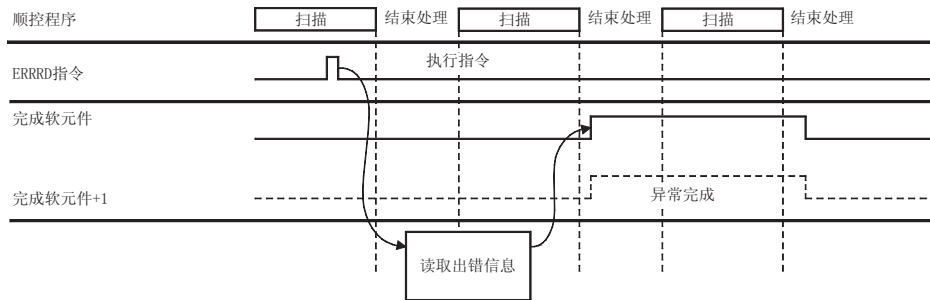 顺控程序 扫描 结束处理 扫描 结束处理 扫描 结束处理
ERRRD指令 执行指令
完成软元件
完成软元件+1 异常完成
读取出错信息